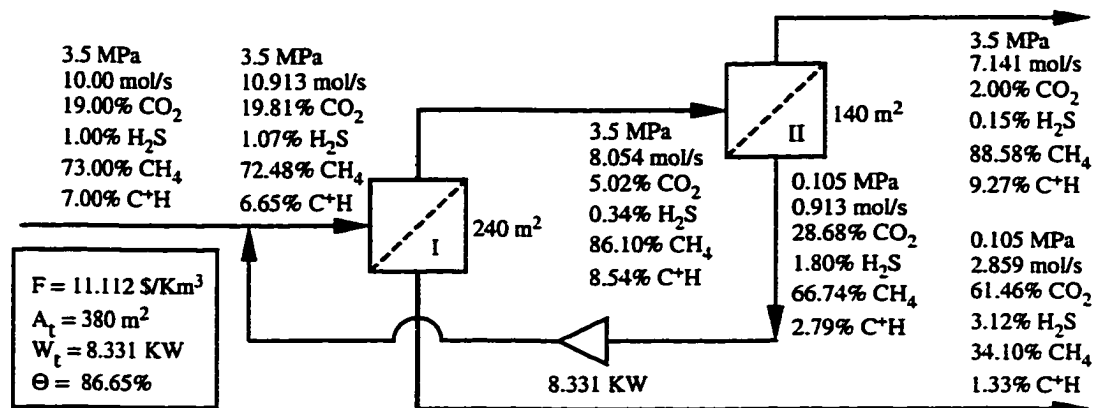 3.5 MPa
10.00 mol/s
19.00% CO₂
1.00% H₂S
73.00% CH₄
7.00% C⁺H
3.5 MPa
10.913 mol/s
19.81% CO₂
1.07% H₂S
72.48% CH₄
6.65% C⁺H
I
240 m²
3.5 MPa
8.054 mol/s
5.02% CO₂
0.34% H₂S
86.10% CH₄
8.54% C⁺H
II
140 m²
3.5 MPa
7.141 mol/s
2.00% CO₂
0.15% H₂S
88.58% CH₄
9.27% C⁺H
0.105 MPa
0.913 mol/s
28.68% CO₂
1.80% H₂S
66.74% CH₄
2.79% C⁺H
0.105 MPa
2.859 mol/s
61.46% CO₂
3.12% H₂S
34.10% CH₄
1.33% C⁺H
F = 11.112 $/Km³
Aₜ = 380 m²
Wₜ = 8.331 KW
Θ = 86.65%
8.331 KW